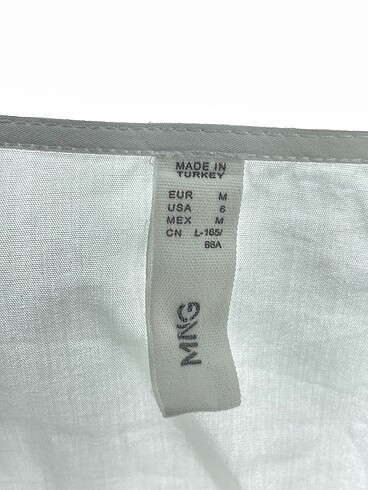 MADE IN
TURKEY
EUR M
USA 6
MEX M
CN L-165/
88A
MNG